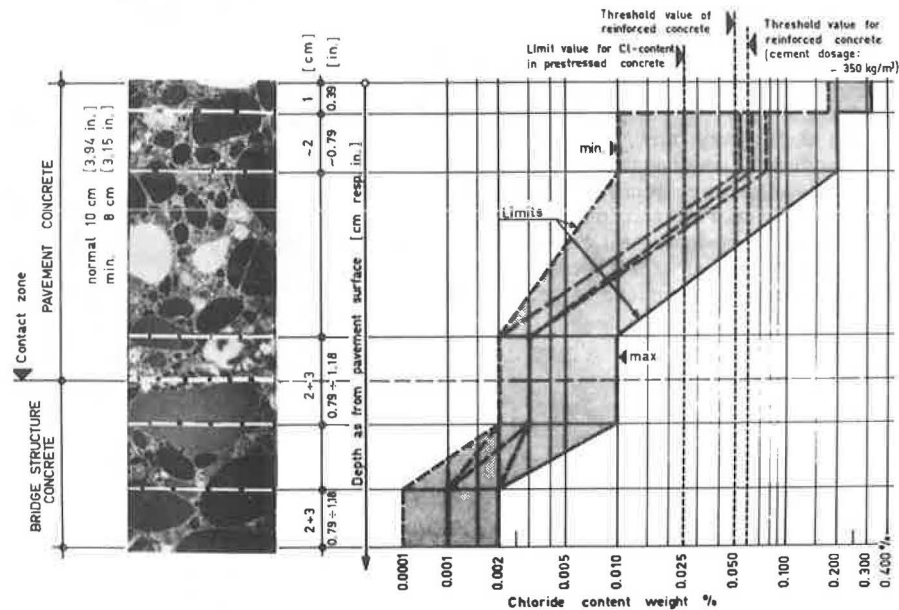 Threshold value of
reinforced concrete
Threshold value for
reinforced concrete
(cement dosage:
~ 350 kg/m³)
Limit value for Cl-content
in prestressed concrete
[cm]
[in.]
1
0.39
~2
~0.79
2÷3
0.79÷1.18
2÷3
0.79÷1.18
PAVEMENT CONCRETE
normal 10 cm [3.94 in.]
min. 8 cm [3.15 in.]
Contact zone
BRIDGE STRUCTURE
CONCRETE
Depth as from pavement surface [cm resp. in.]
min.
Limits
max
0.0001
0.001
0.002
0.005
0.010
0.025
0.050
0.100
0.200
0.300
0.400 %
Chloride content weight %